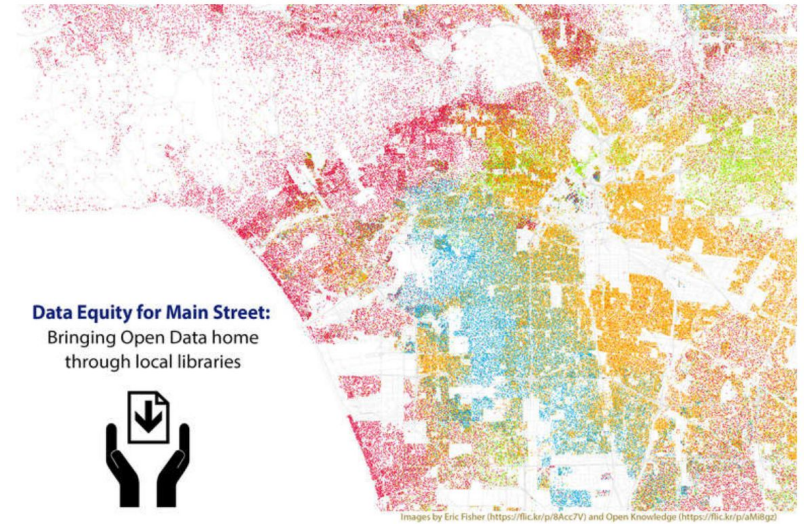 Data Equity for Main Street:
Bringing Open Data home
through local libraries
Images by Eric Fisher (https://flic.kr/p/8Acc7V) and Open Knowledge (https://flic.kr/p/aMi8gz)